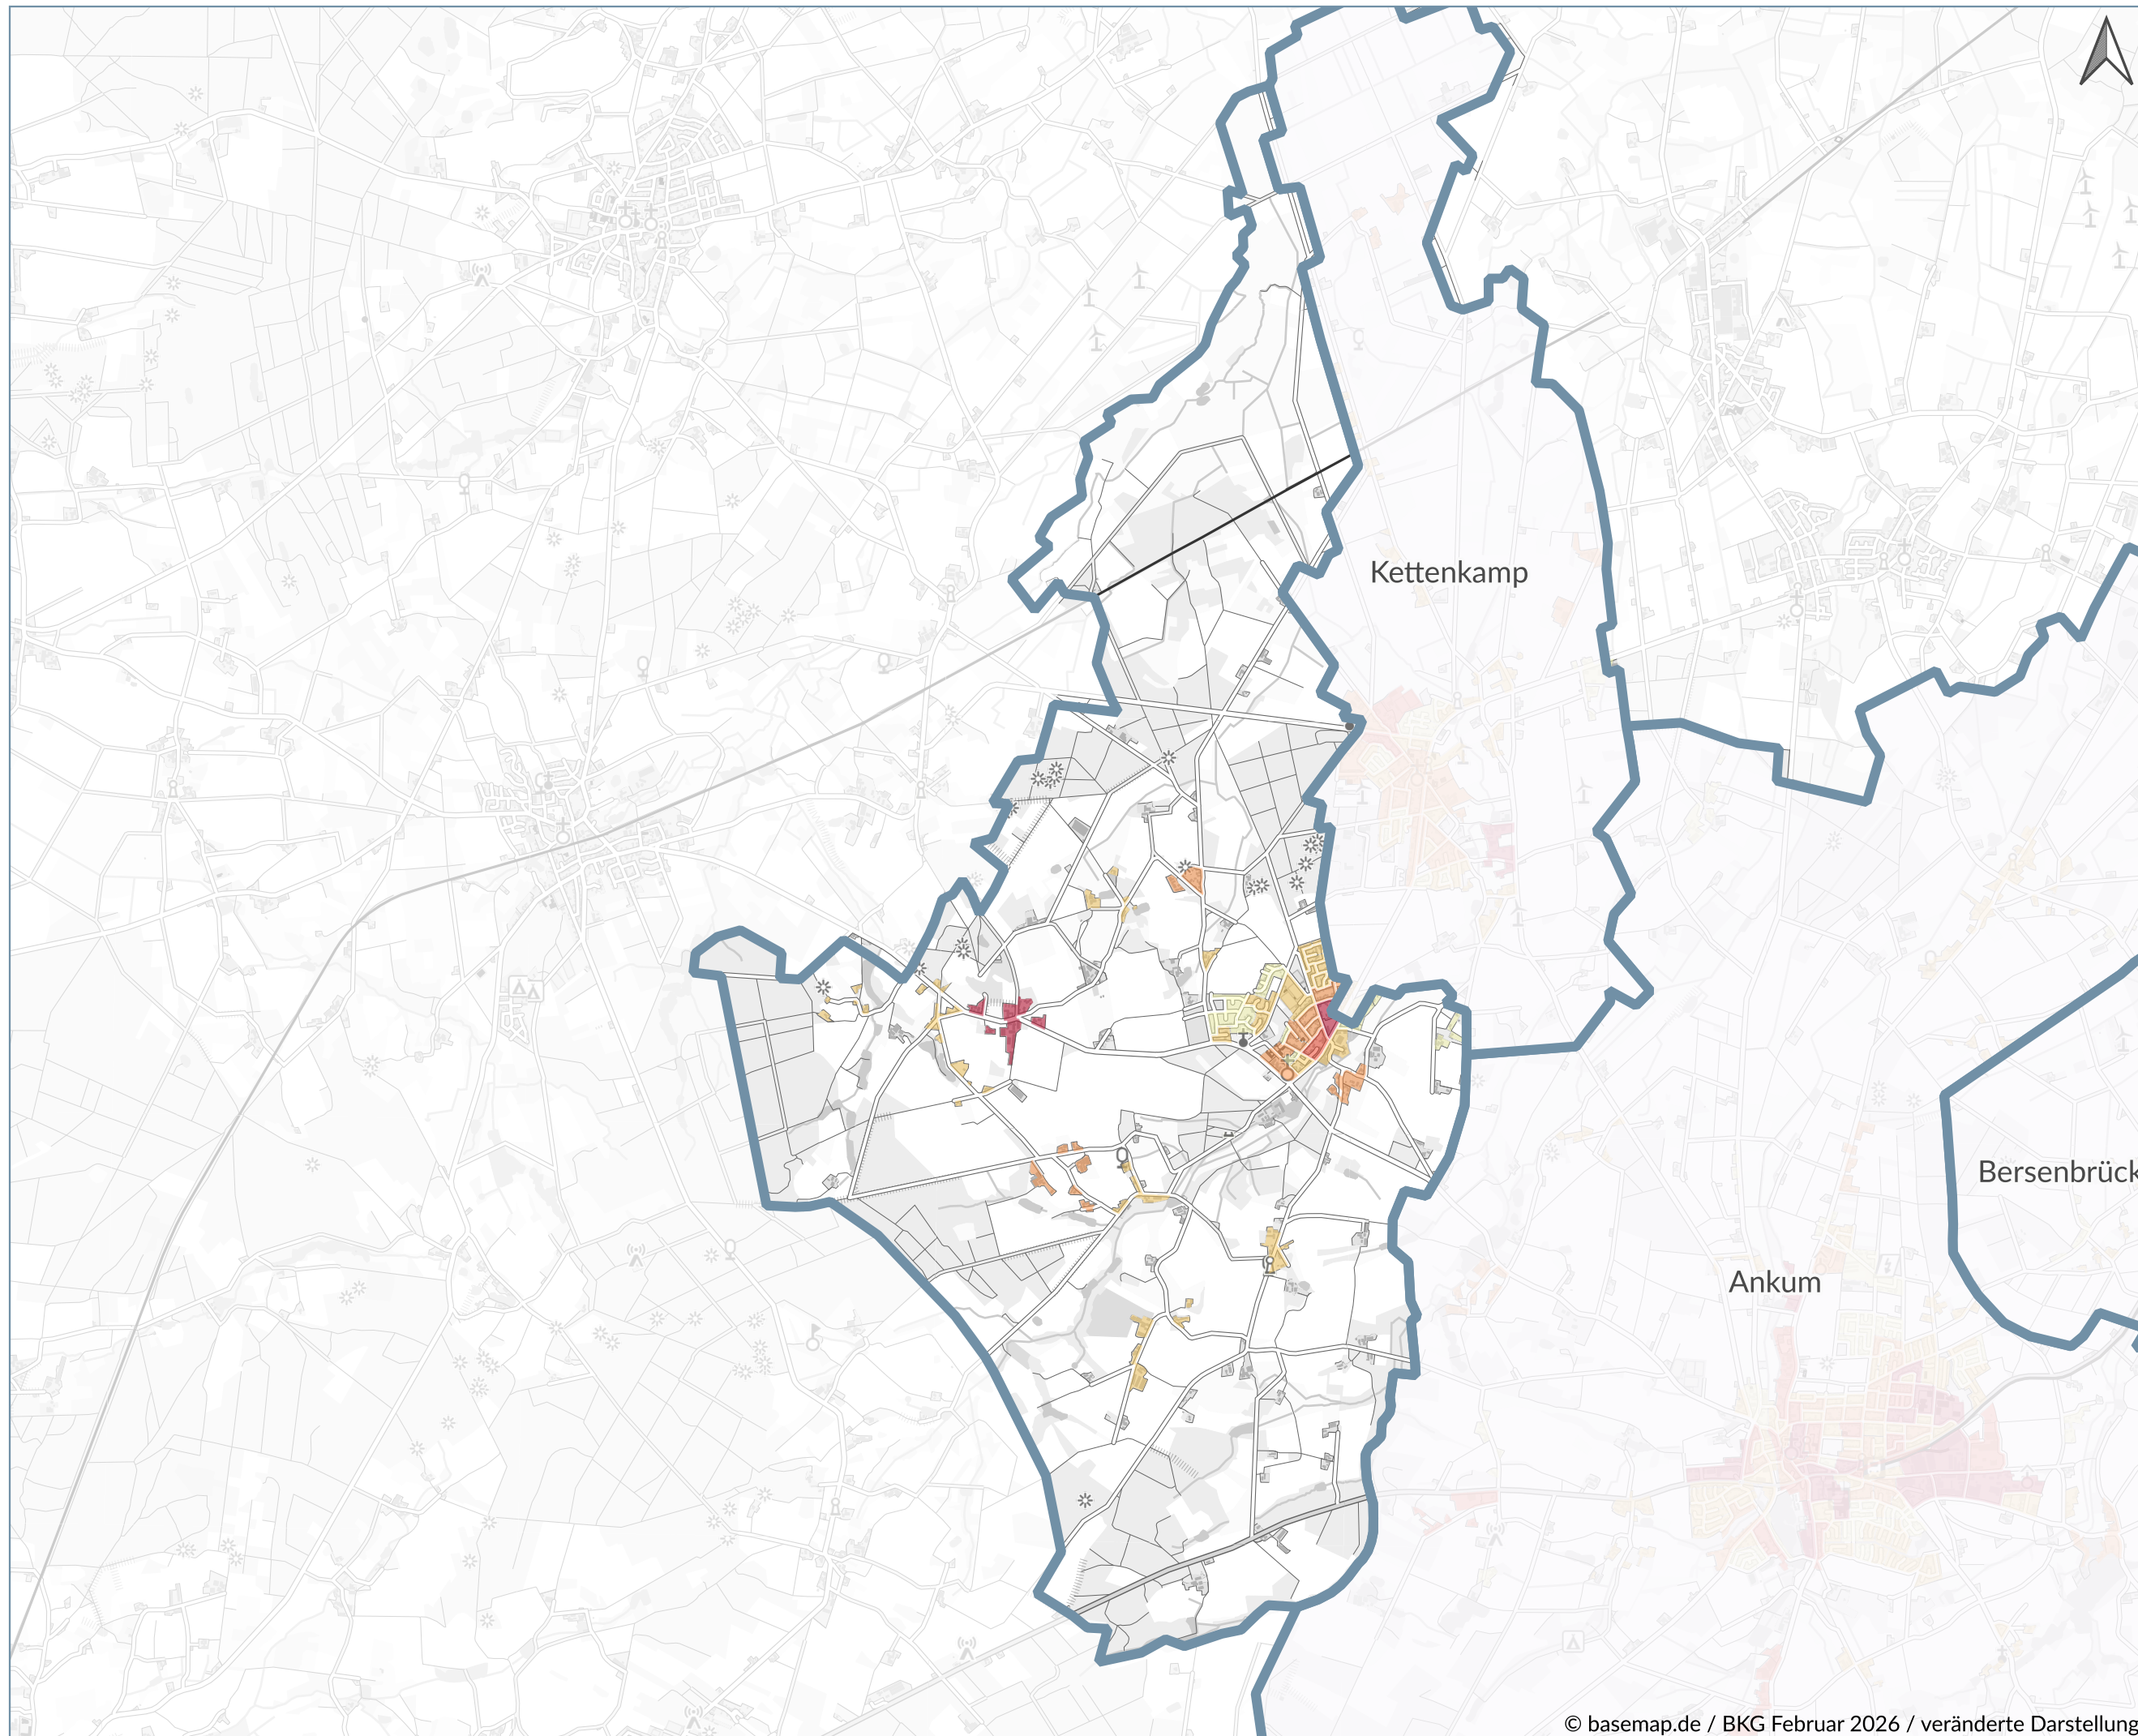 Kettenkamp
Bersenbrück
Ankum
© basemap.de / BKG Februar 2026 / veränderte Darstellung